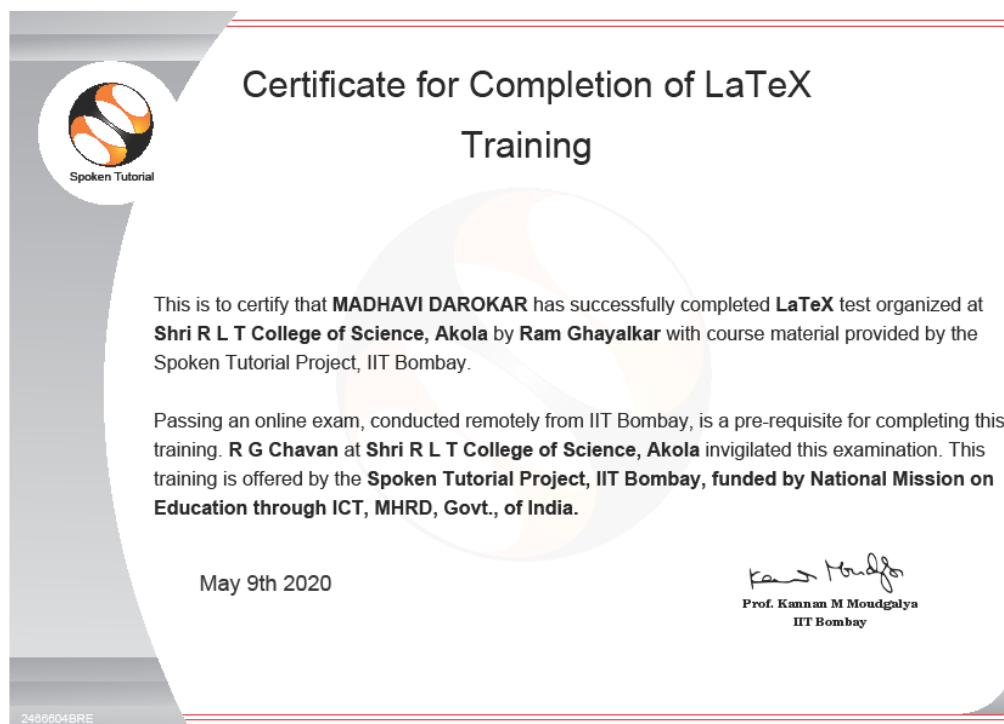 Certificate for Completion of LaTeX
Training
Spoken Tutorial
This is to certify that MADHAVI DAROKAR has successfully completed LaTeX test organized at
Shri R L T College of Science, Akola by Ram Ghayalkar with course material provided by the
Spoken Tutorial Project, IIT Bombay.
Passing an online exam, conducted remotely from IIT Bombay, is a pre-requisite for completing this
training. R G Chavan at Shri R L T College of Science, Akola invigilated this examination. This
training is offered by the Spoken Tutorial Project, IIT Bombay, funded by National Mission on
Education through ICT, MHRD, Govt., of India.
May 9th 2020
Prof. Kannan M Moudgalya
IIT Bombay
2466604BRE